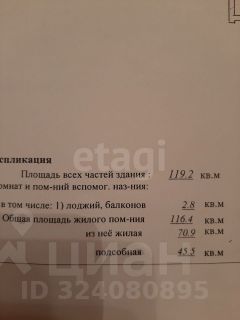 спликация
Площадь всех частей здания : 119.2 кв.м
омнат и пом-ний вспомог. наз-ния:
в том числе: 1) лоджий, балконов 2.8 кв.м
Общая площадь жилого пом-ния 116.4 кв.м
из неё жилая 70.9 кв.м
подсобная 45.5 кв.м
etagi
ЦИАН
ID 324080895